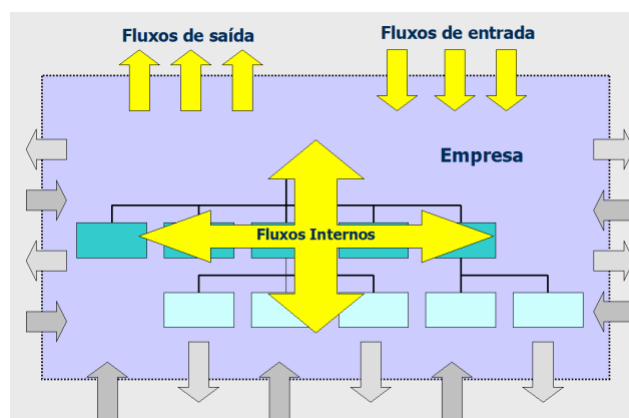 Fluxos de saída
Fluxos de entrada
Empresa
Fluxos Internos